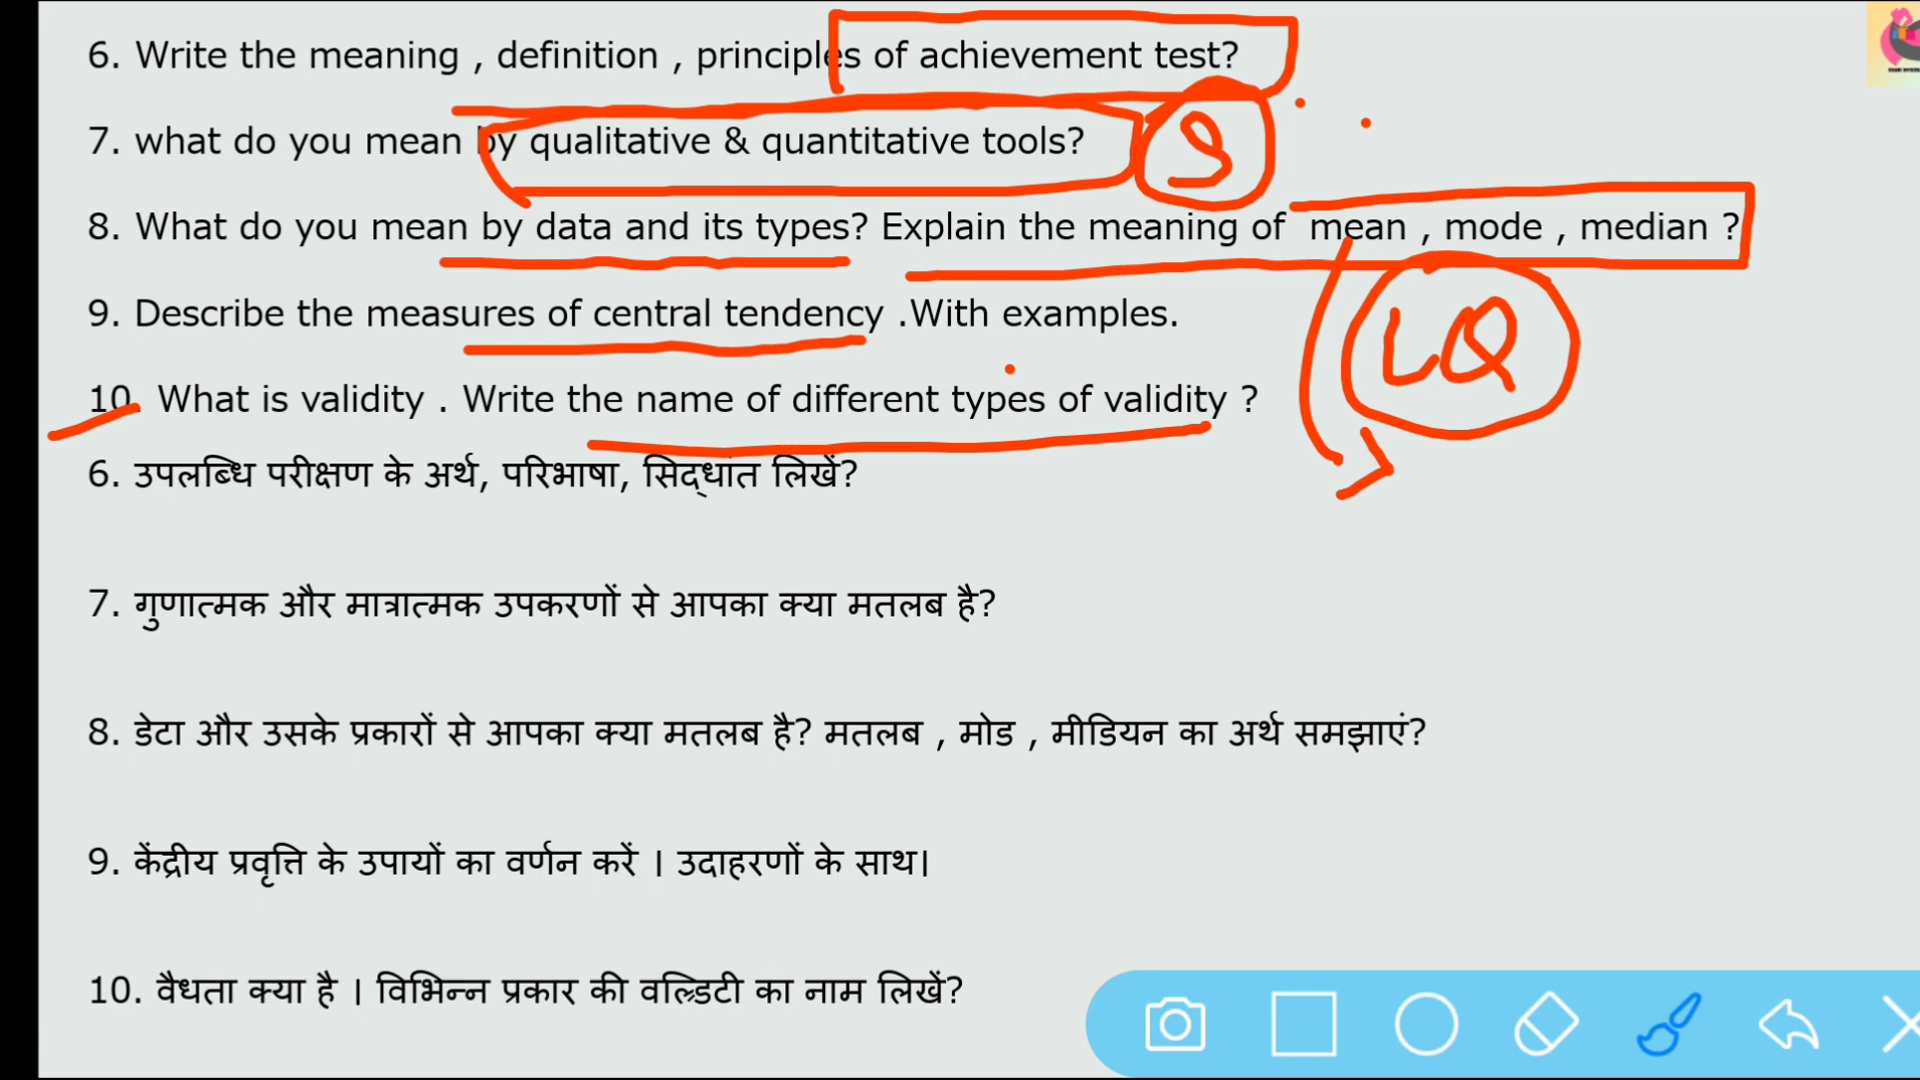 6. Write the meaning , definition , principles of achievement test?
7. what do you mean by qualitative & quantitative tools?
S
8. What do you mean by data and its types? Explain the meaning of mean , mode , median ?
9. Describe the measures of central tendency .With examples.
LQ
10. What is validity . Write the name of different types of validity ?
6. उपलब्धि परीक्षण के अर्थ, परिभाषा, सिद्धांत लिखें?
7. गुणात्मक और मात्रात्मक उपकरणों से आपका क्या मतलब है?
8. डेटा और उसके प्रकारों से आपका क्या मतलब है? मतलब , मोड , मीडियन का अर्थ समझाएं?
9. केंद्रीय प्रवृत्ति के उपायों का वर्णन करें । उदाहरणों के साथ।
10. वैधता क्या है । विभिन्न प्रकार की वल्डिटी का नाम लिखें?